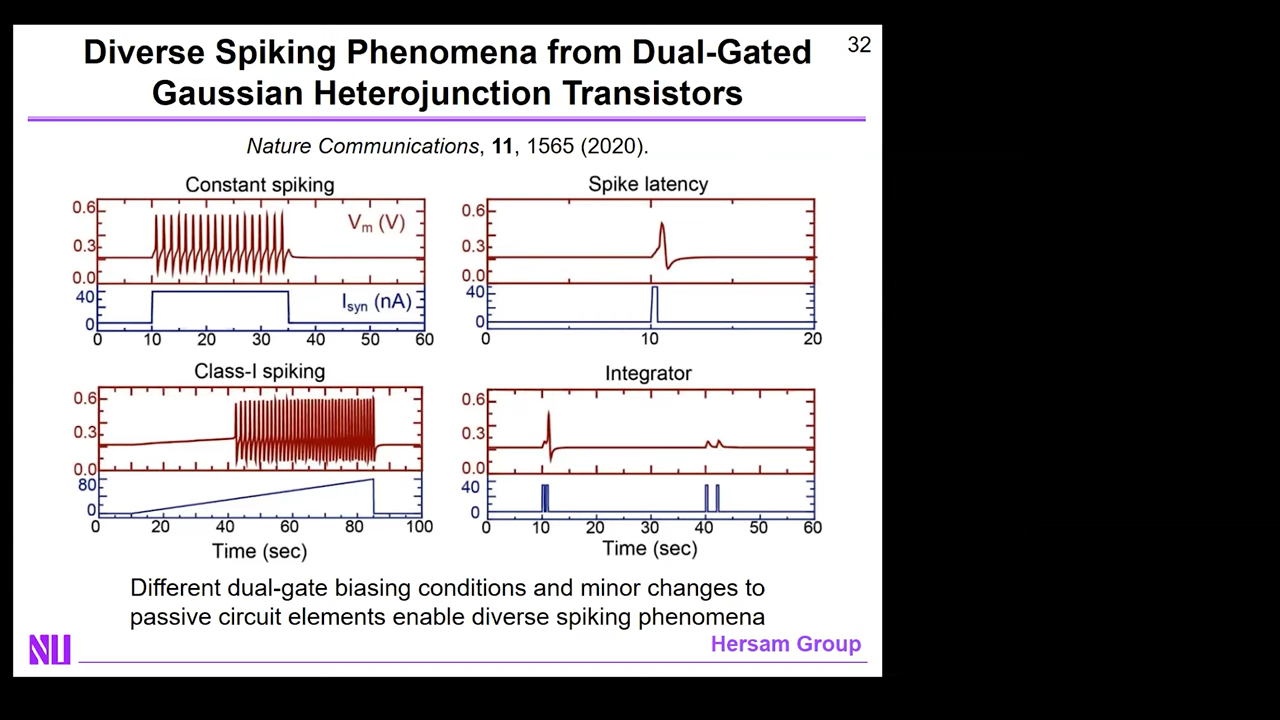 Diverse Spiking Phenomena from Dual-Gated
32
Gaussian Heterojunction Transistors
Nature Communications, 11, 1565 (2020).
Constant spiking
0.6
0.3
0.0
Vm (V)
40
0
Isyn (nA)
0 10 20 30 40 50 60
Spike latency
0.6
0.3
0.0
40
0
0 10 20
Class-I spiking
0.6
0.3
0.0
80
0
0 20 40 60 80 100
Time (sec)
Integrator
0.6
0.3
0.0
40
0
0 10 20 30 40 50 60
Time (sec)
Different dual-gate biasing conditions and minor changes to
passive circuit elements enable diverse spiking phenomena
Hersam Group
NU